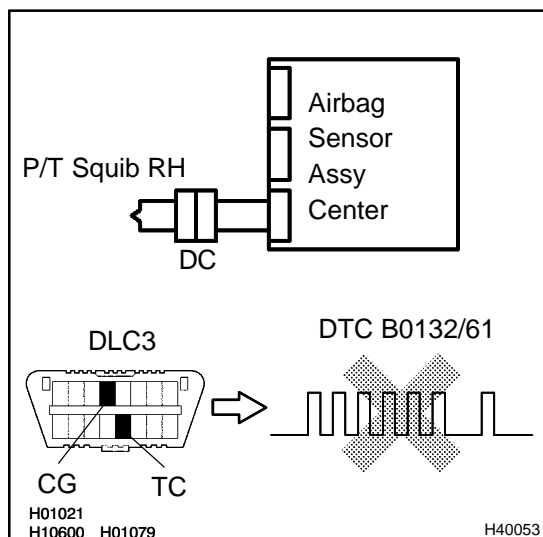 Airbag
Sensor
Assy
Center
P/T Squib RH
DC
DTC B0132/61
DLC3
CG
TC
H01021
H10600 H01079
H40053